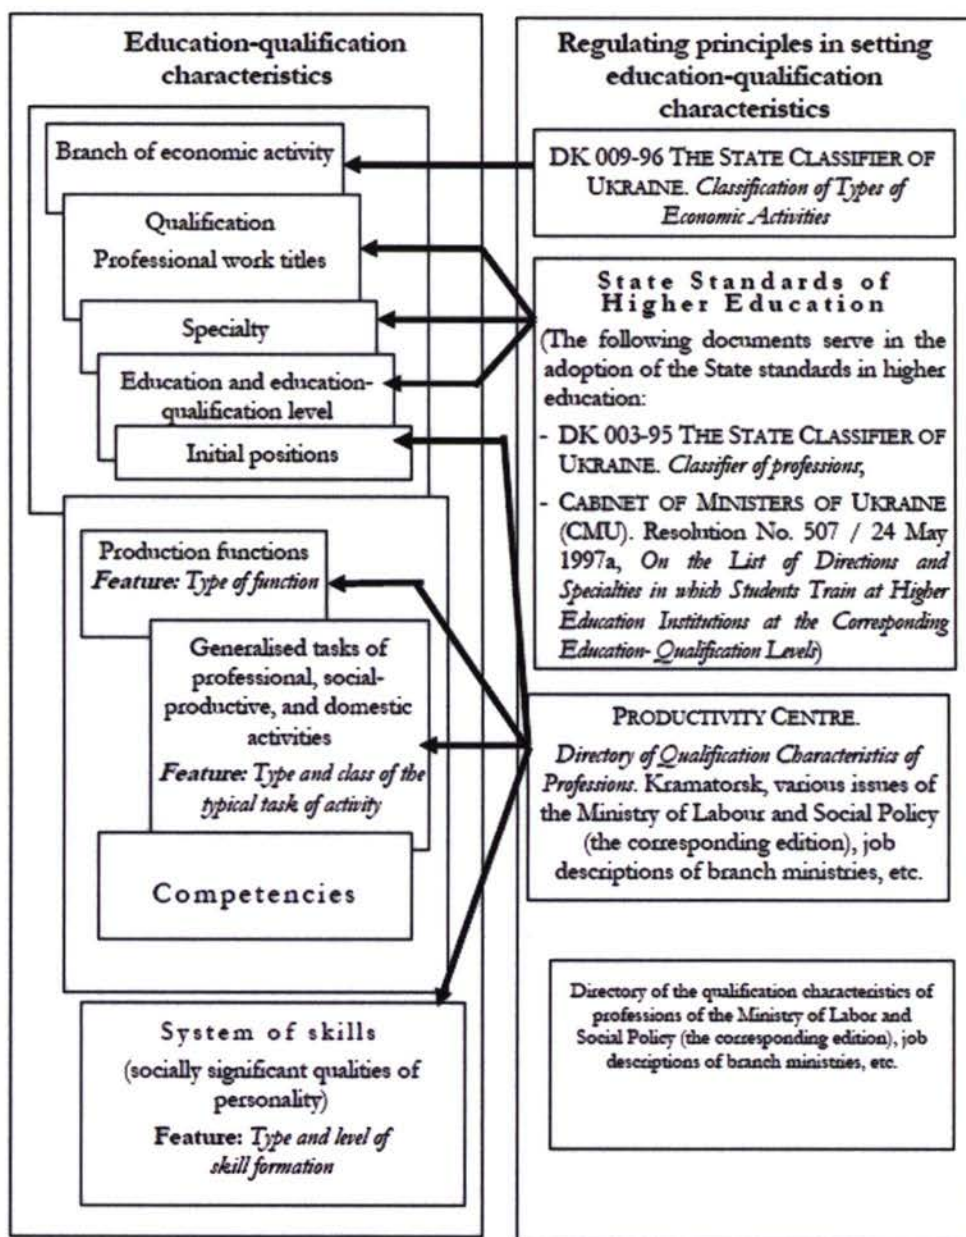 Education-qualification
characteristics
Branch of economic activity
Qualification
Professional work titles
Specialty
Education and education-
qualification level
Initial positions
Production functions
Feature: Type of function
Generalised tasks of
professional, social-
productive, and domestic
activities
Feature: Type and class of the
typical task of activity
Competencies
System of skills
(socially significant qualities of
personality)
Feature: Type and level of
skill formation
Regulating principles in setting
education-qualification
characteristics
DK 009-96 THE STATE CLASSIFIER OF
UKRAINE. Classification of Types of
Economic Activities
State Standards of
Higher Education
(The following documents serve in the
adoption of the State standards in higher
education:
- DK 003-95 THE STATE CLASSIFIER OF
UKRAINE. Classifier of professions,
- CABINET OF MINISTERS OF UKRAINE
(CMU). Resolution No. 507 / 24 May
1997a, On the List of Directions and
Specialties in which Students Train at Higher
Education Institutions at the Corresponding
Education- Qualification Levels)
PRODUCTIVITY CENTRE.
Directory of Qualification Characteristics of
Professions. Kramatorsk, various issues of
the Ministry of Labour and Social Policy
(the corresponding edition), job
descriptions of branch ministries, etc.
Directory of the qualification characteristics of
professions of the Ministry of Labor and
Social Policy (the corresponding edition), job
descriptions of branch ministries, etc.